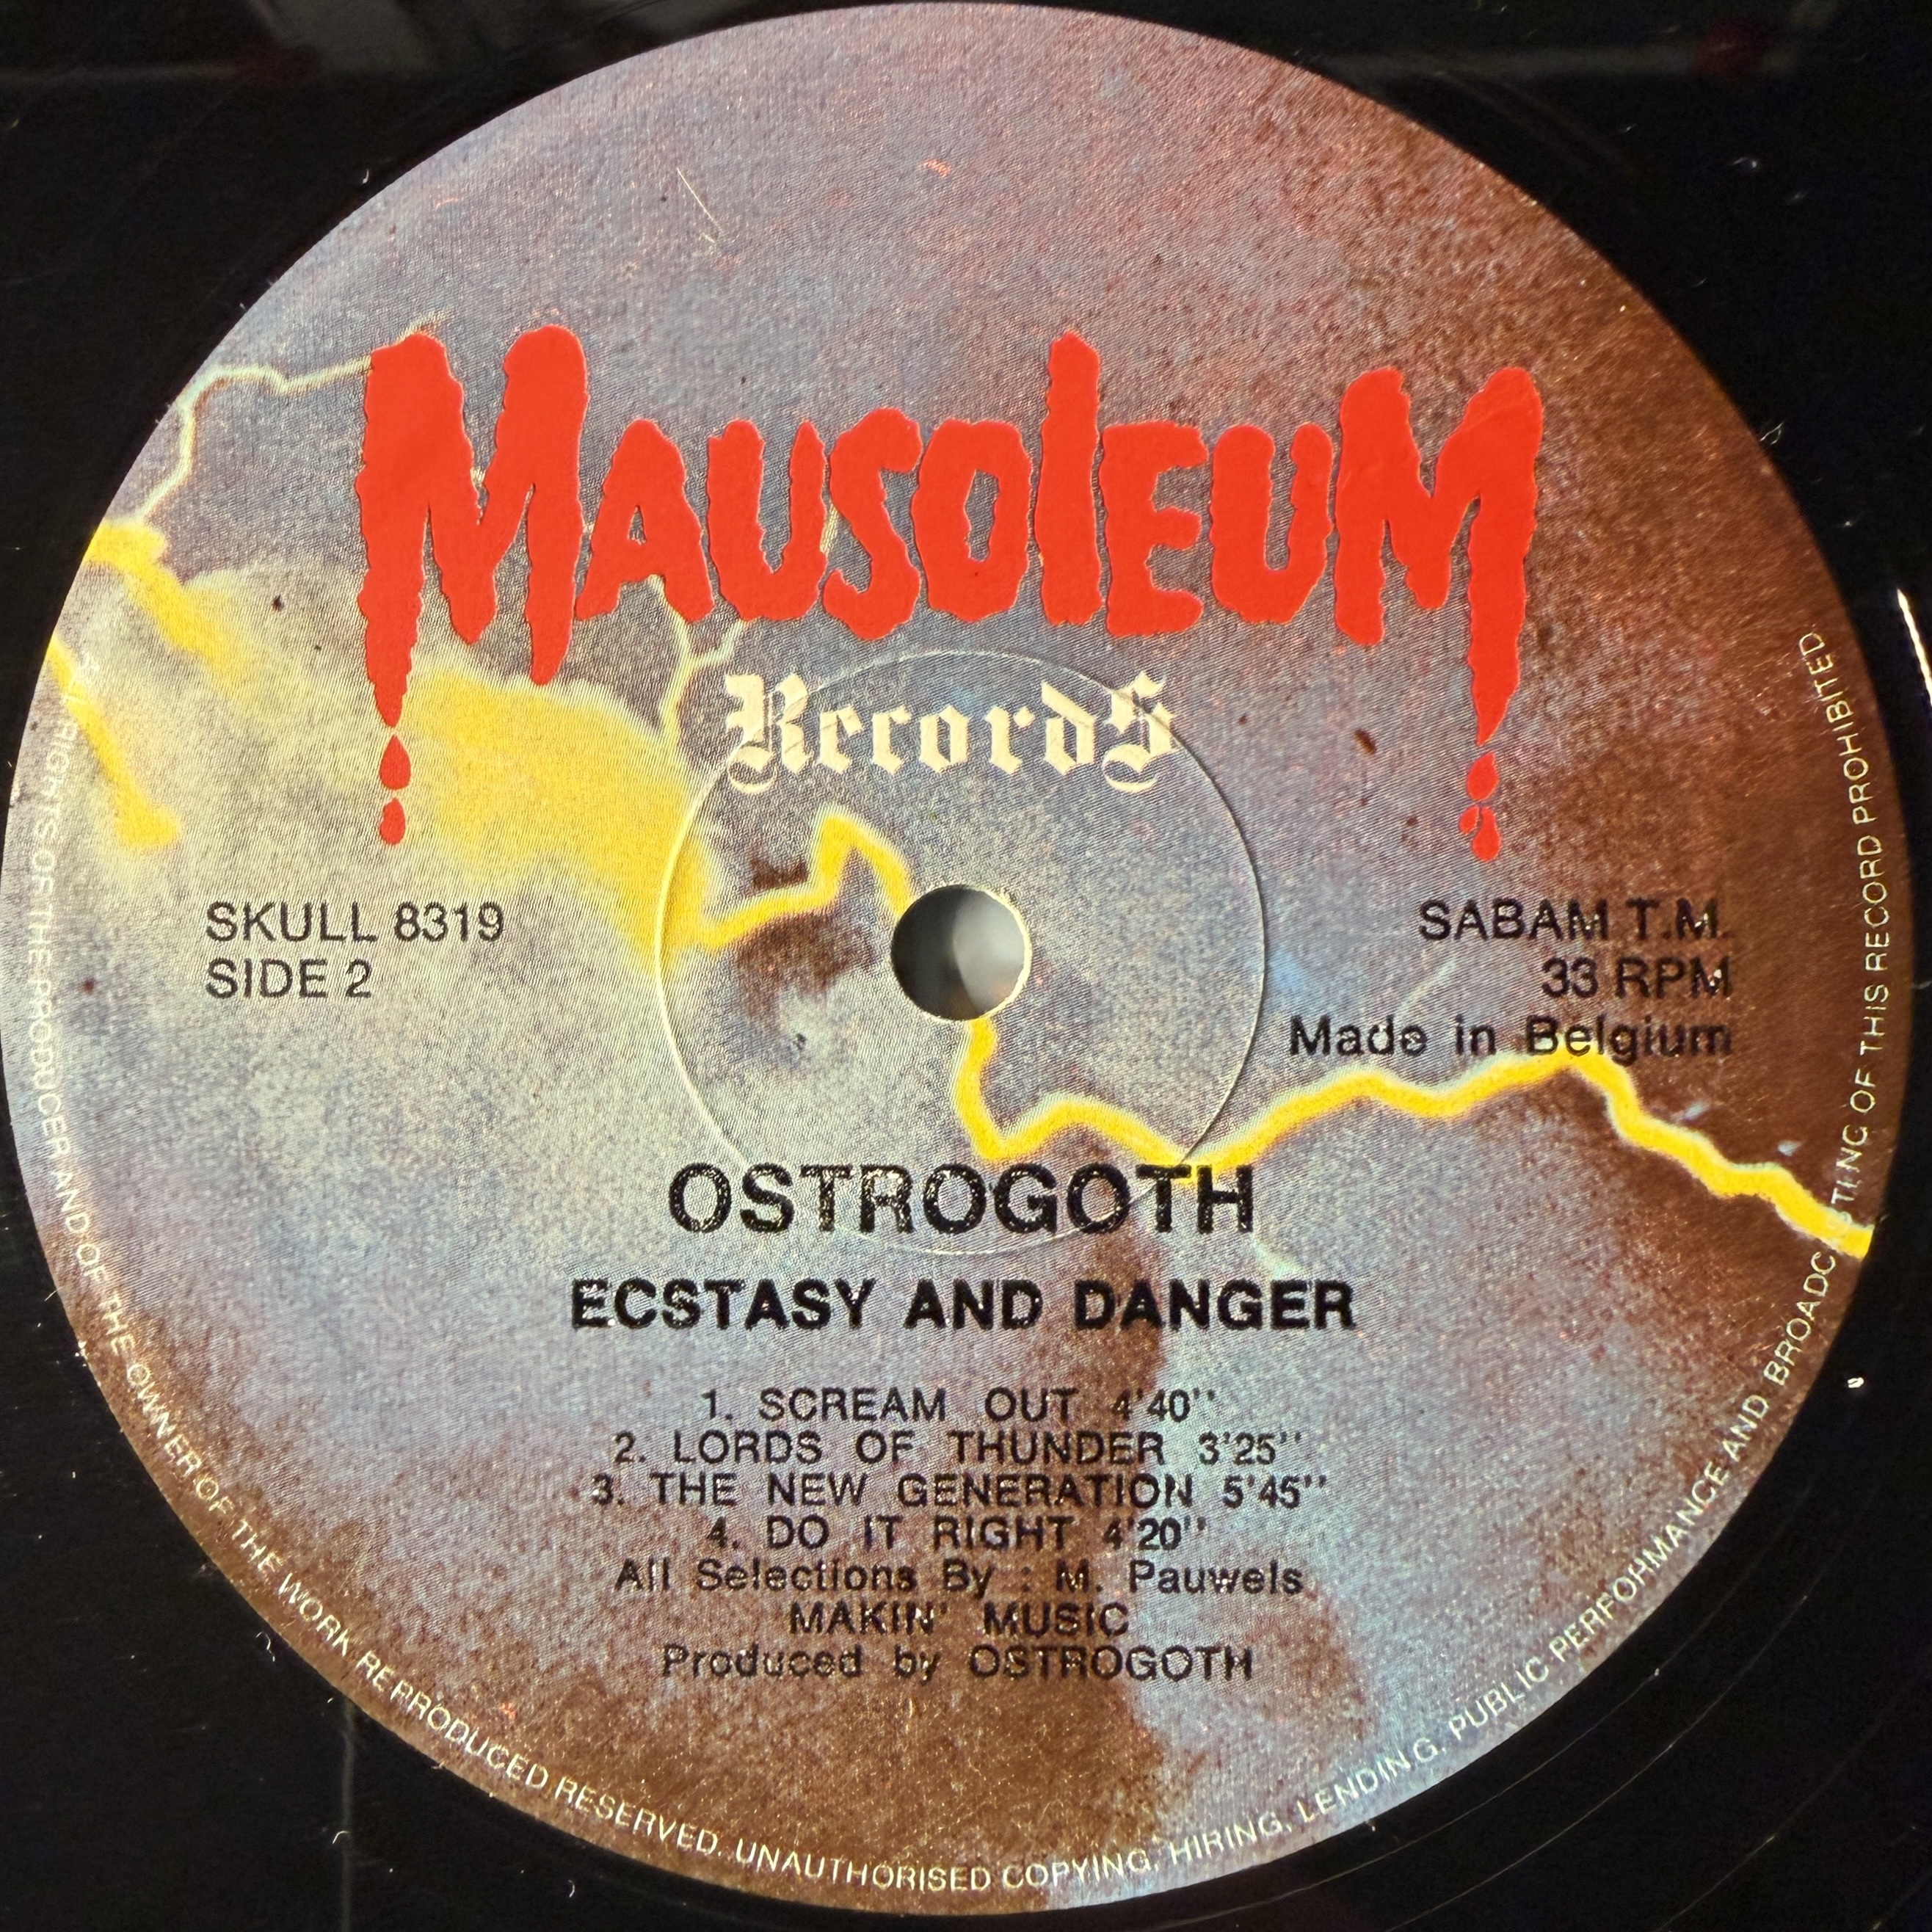 MAUSOLEUM
Records
SKULL 8319
SIDE 2
SABAM T.M.
33 RPM
Made in Belgium
OSTROGOTH
ECSTASY AND DANGER
1. SCREAM OUT 4'40''
2. LORDS OF THUNDER 3'25''
3. THE NEW GENERATION 5'45''
4. DO IT RIGHT 4'20''
All Selections By : M. Pauwels
MAKIN' MUSIC
Produced by OSTROGOTH
RIGHTS OF THE PRODUCER AND OF THE OWNER OF THE WORK REPRODUCED RESERVED. UNAUTHORISED COPYING, HIRING, LENDING, PUBLIC PERFORMANCE AND BROADCASTING OF THIS RECORD PROHIBITED.